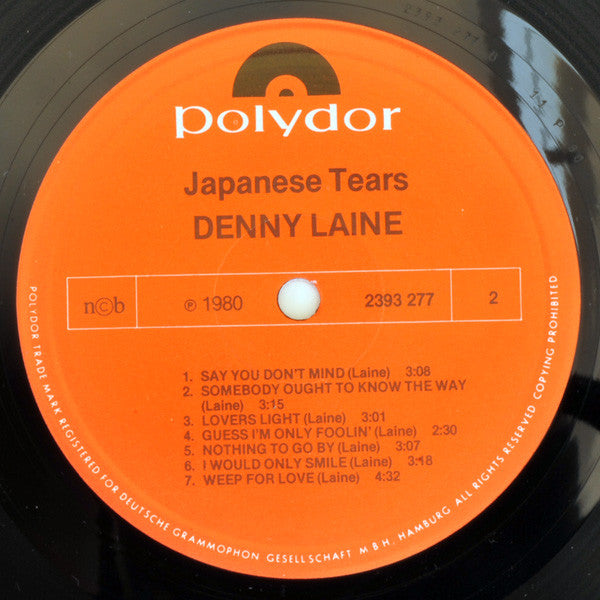 polydor
Japanese Tears
DENNY LAINE
n©b ℗ 1980 2393 277 2
1. SAY YOU DON'T MIND (Laine) 3:08
2. SOMEBODY OUGHT TO KNOW THE WAY
(Laine) 3:15
3. LOVERS LIGHT (Laine) 3:01
4. GUESS I'M ONLY FOOLIN' (Laine) 2:30
5. NOTHING TO GO BY (Laine) 3:07
6. I WOULD ONLY SMILE (Laine) 3:18
7. WEEP FOR LOVE (Laine) 4:32
POLYDOR TRADE MARK REGISTERED FOR DEUTSCHE GRAMMOPHON GESELLSCHAFT M B H. HAMBURG ALL RIGHTS RESERVED COPYING PROHIBITED